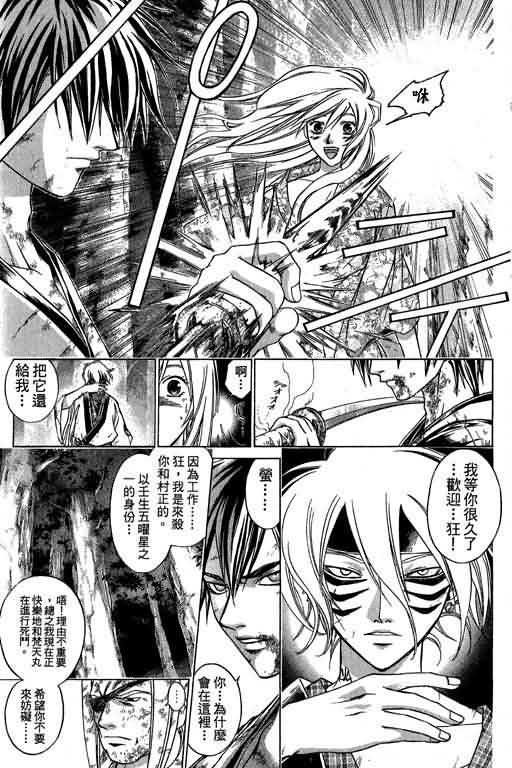 咻
啊…
把它還
給我…
我等你很久了
…歡迎…狂！
螢
…
因為工作……
狂，我是來殺
你和村正的。
以壬生五曜星之
一的身份…
你…為什麼
會在這裡…
唔！理由不重要
，總之我現在正
快樂地和梵天丸
在進行死鬥。
希望你不要
來妨礙……